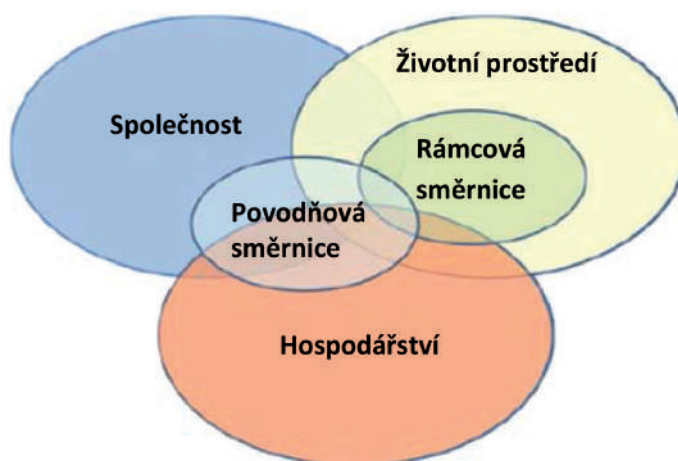 Životní prostředí
Společnost
Rámcová
směrnice
Povodňová
směrnice
Hospodářství